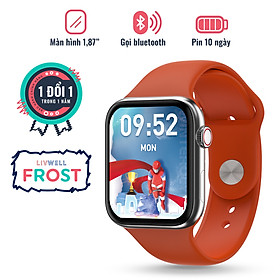 Màn hình 1,87"
Gọi bluetooth
Pin 10 ngày
1 ĐỔI 1
TRONG 1 NĂM
LIVWELL
FROST
09:52
MON